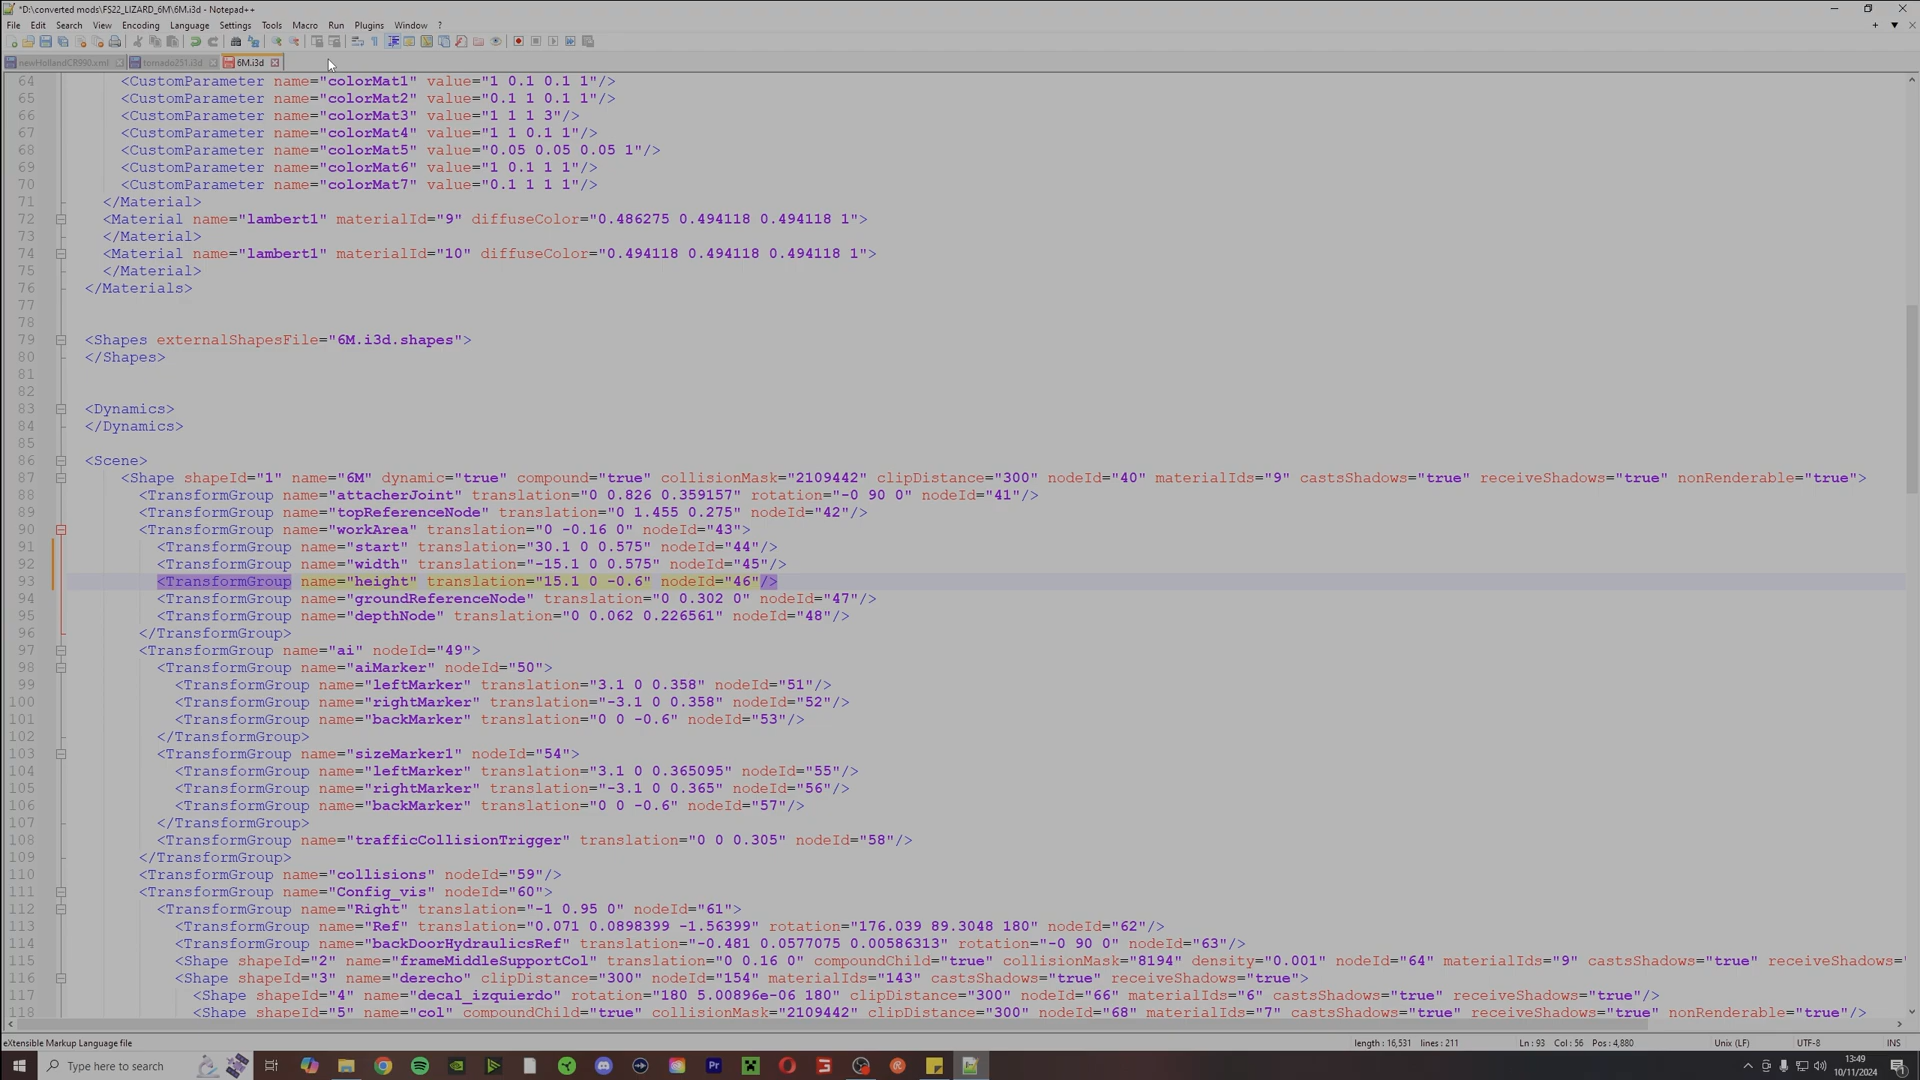 *D:\converted mods\FS22_LIZARD_6M\6M.i3d - Notepad++
File Edit Search View Encoding Language Settings Tools Macro Run Plugins Window ?
newHollandCR990.xml tornado251.i3d 6M.i3d
64 <CustomParameter name="colorMat1" value="1 0.1 0.1 1"/>
65 <CustomParameter name="colorMat2" value="0.1 1 0.1 1"/>
66 <CustomParameter name="colorMat3" value="1 1 1 3"/>
67 <CustomParameter name="colorMat4" value="1 1 0.1 1"/>
68 <CustomParameter name="colorMat5" value="0.05 0.05 0.05 1"/>
69 <CustomParameter name="colorMat6" value="1 0.1 1 1"/>
70 <CustomParameter name="colorMat7" value="0.1 1 1 1"/>
71 </Material>
72 <Material name="lambert1" materialId="9" diffuseColor="0.486275 0.494118 0.494118 1">
73 </Material>
74 <Material name="lambert1" materialId="10" diffuseColor="0.494118 0.494118 0.494118 1">
75 </Material>
76 </Materials>
77
78
79 <Shapes externalShapesFile="6M.i3d.shapes">
80 </Shapes>
81
82
83 <Dynamics>
84 </Dynamics>
85
86 <Scene>
87 <Shape shapeId="1" name="6M" dynamic="true" compound="true" collisionMask="2109442" clipDistance="300" nodeId="40" materialIds="9" castsShadows="true" receiveShadows="true" nonRenderable="true">
88 <TransformGroup name="attacherJoint" translation="0 0.826 0.359157" rotation="-0 90 0" nodeId="41"/>
89 <TransformGroup name="topReferenceNode" translation="0 1.455 0.275" nodeId="42"/>
90 <TransformGroup name="workArea" translation="0 -0.16 0" nodeId="43">
91 <TransformGroup name="start" translation="30.1 0 0.575" nodeId="44"/>
92 <TransformGroup name="width" translation="-15.1 0 0.575" nodeId="45"/>
93 <TransformGroup name="height" translation="15.1 0 -0.6" nodeId="46"/>
94 <TransformGroup name="groundReferenceNode" translation="0 0.302 0" nodeId="47"/>
95 <TransformGroup name="depthNode" translation="0 0.062 0.226561" nodeId="48"/>
96 </TransformGroup>
97 <TransformGroup name="ai" nodeId="49">
98 <TransformGroup name="aiMarker" nodeId="50">
99 <TransformGroup name="leftMarker" translation="3.1 0 0.358" nodeId="51"/>
100 <TransformGroup name="rightMarker" translation="-3.1 0 0.358" nodeId="52"/>
101 <TransformGroup name="backMarker" translation="0 0 -0.6" nodeId="53"/>
102 </TransformGroup>
103 <TransformGroup name="sizeMarker1" nodeId="54">
104 <TransformGroup name="leftMarker" translation="3.1 0 0.365095" nodeId="55"/>
105 <TransformGroup name="rightMarker" translation="-3.1 0 0.365" nodeId="56"/>
106 <TransformGroup name="backMarker" translation="0 0 -0.6" nodeId="57"/>
107 </TransformGroup>
108 <TransformGroup name="trafficCollisionTrigger" translation="0 0 0.305" nodeId="58"/>
109 </TransformGroup>
110 <TransformGroup name="collisions" nodeId="59"/>
111 <TransformGroup name="Config_vis" nodeId="60">
112 <TransformGroup name="Right" translation="-1 0.95 0" nodeId="61">
113 <TransformGroup name="Ref" translation="0.071 0.0898399 -1.56399" rotation="176.039 89.3048 180" nodeId="62"/>
114 <TransformGroup name="backDoorHydraulicsRef" translation="-0.481 0.0577075 0.00586313" rotation="-0 90 0" nodeId="63"/>
115 <Shape shapeId="2" name="frameMiddleSupportCol" translation="0 0.16 0" compoundChild="true" collisionMask="8194" density="0.001" nodeId="64" materialIds="9" castsShadows="true" receiveShadows="
116 <Shape shapeId="3" name="derecho" clipDistance="300" nodeId="154" materialIds="143" castsShadows="true" receiveShadows="true">
117 <Shape shapeId="4" name="decal_izquierdo" rotation="180 5.00896e-06 180" clipDistance="300" nodeId="66" materialIds="6" castsShadows="true" receiveShadows="true"/>
118 <Shape shapeId="5" name="col" compoundChild="true" collisionMask="2109442" clipDistance="300" nodeId="68" materialIds="7" castsShadows="true" receiveShadows="true" nonRenderable="true"/>
eXtensible Markup Language file length : 16,531 lines : 211 Ln : 93 Col : 56 Pos : 4,880 Unix (LF) UTF-8 INS
Type here to search
13:49
10/11/2024